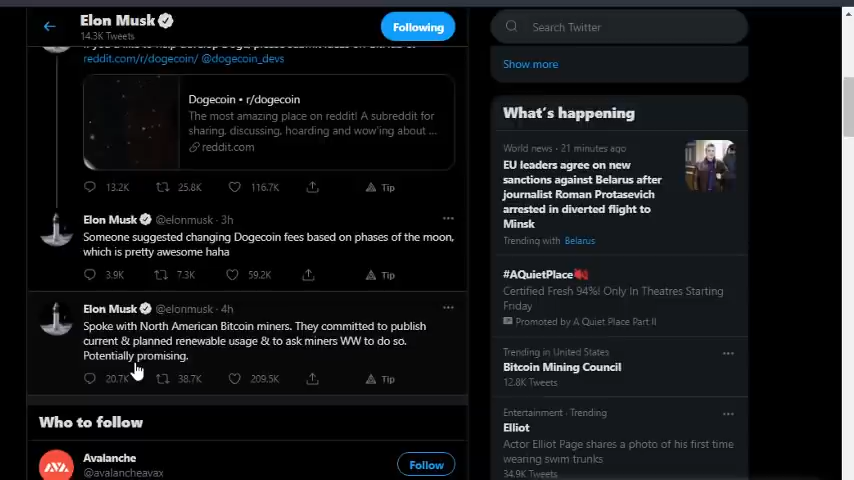 Elon Musk
14.3K Tweets
Following
reddit.com/r/dogecoin/ @dogecoin_devs
Dogecoin • r/dogecoin
The most amazing place on reddit! A subreddit for
sharing, discussing, hoarding and wow'ing about ...
reddit.com
13.2K 25.8K 116.7K Tip
Elon Musk @elonmusk · 3h
Someone suggested changing Dogecoin fees based on phases of the moon,
which is pretty awesome haha
3.9K 7.3K 59.2K Tip
Elon Musk @elonmusk · 4h
Spoke with North American Bitcoin miners. They committed to publish
current & planned renewable usage & to ask miners WW to do so.
Potentially promising.
20.7K 38.7K 209.5K Tip
Who to follow
Avalanche
@avalancheavax
Follow
Search Twitter
Show more
What's happening
World news · 21 minutes ago
EU leaders agree on new
sanctions against Belarus after
journalist Roman Protasevich
arrested in diverted flight to
Minsk
Trending with Belarus
#AQuietPlace
Certified Fresh 94%! Only In Theatres Starting
Friday
Promoted by A Quiet Place Part II
Trending in United States
Bitcoin Mining Council
12.8K Tweets
Entertainment · Trending
Elliot
Actor Elliot Page shares a photo of his first time
wearing swim trunks
34.9K Tweets